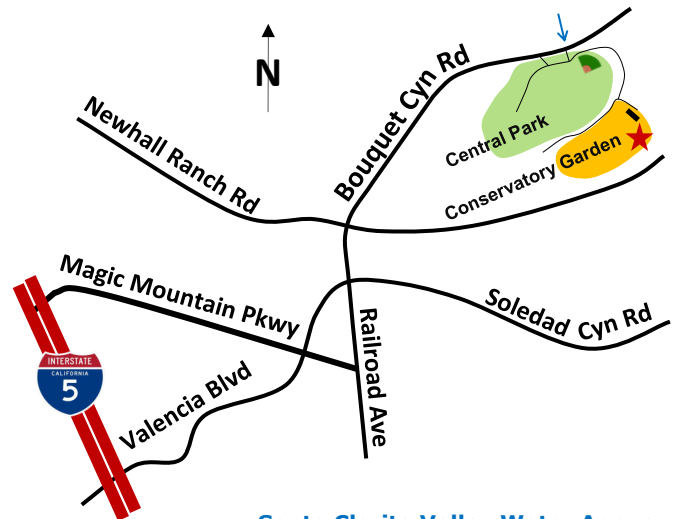 N
Bouquet Cyn Rd
Newhall Ranch Rd
Central Park
Conservatory Garden
Magic Mountain Pkwy
Soledad Cyn Rd
Railroad Ave
INTERSTATE
CALIFORNIA
5
Valencia Blvd